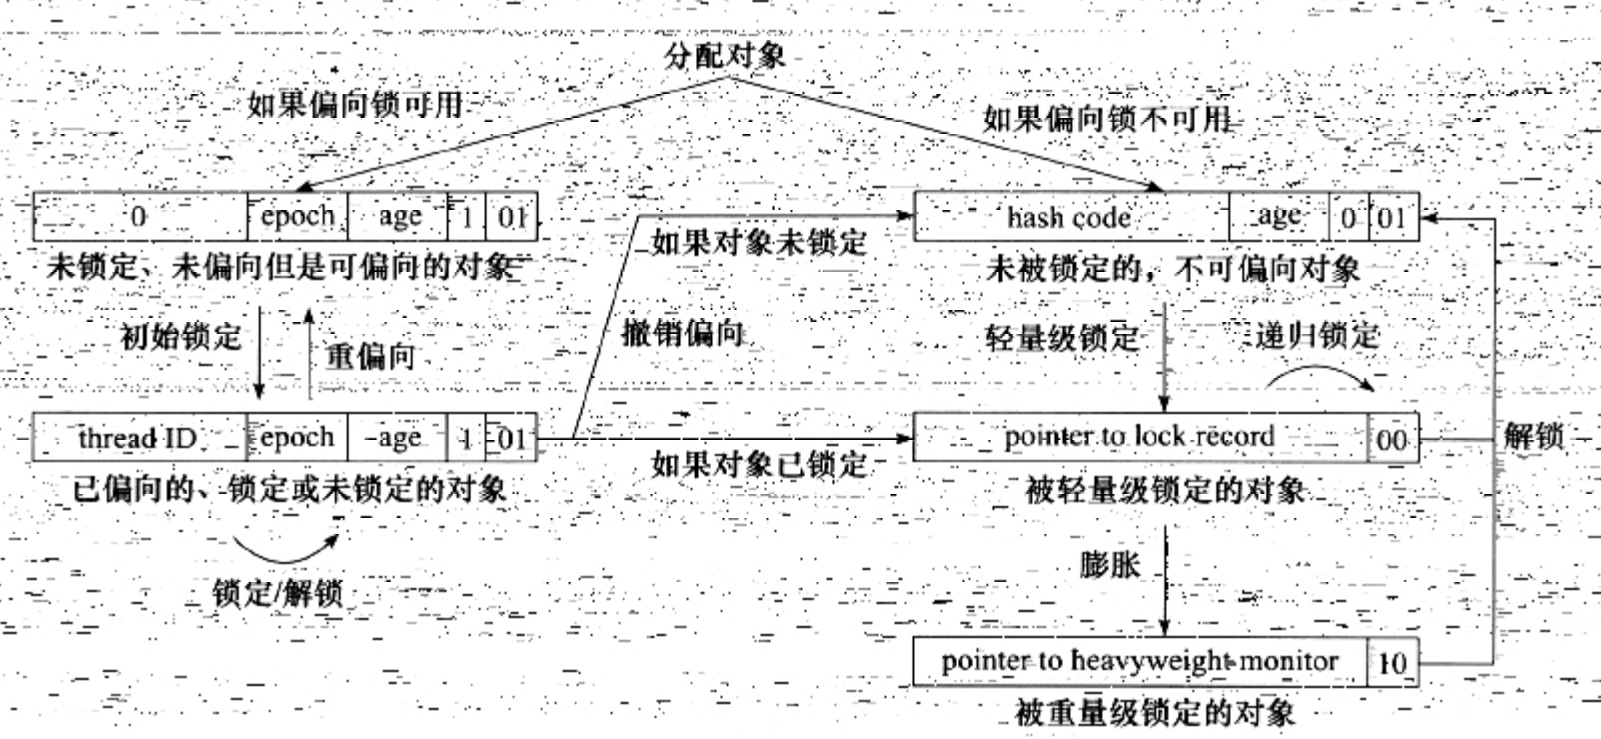 分配对象
如果偏向锁可用
如果偏向锁不可用
0 epoch age 1 01
hash code age 0 01
未锁定、未偏向但是可偏向的对象
如果对象未锁定
未被锁定的，不可偏向对象
初始锁定
重偏向
撤销偏向
轻量级锁定
递归锁定
thread ID epoch age 1 01
pointer to lock record 00
解锁
已偏向的、锁定或未锁定的对象
如果对象已锁定
被轻量级锁定的对象
锁定/解锁
膨胀
pointer to heavyweight monitor 10
被重量级锁定的对象